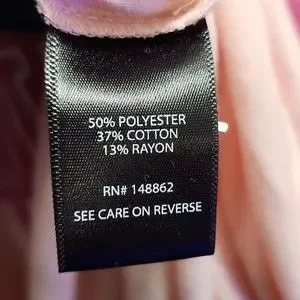 50% POLYESTER
37% COTTON
13% RAYON
RN# 148862
SEE CARE ON REVERSE